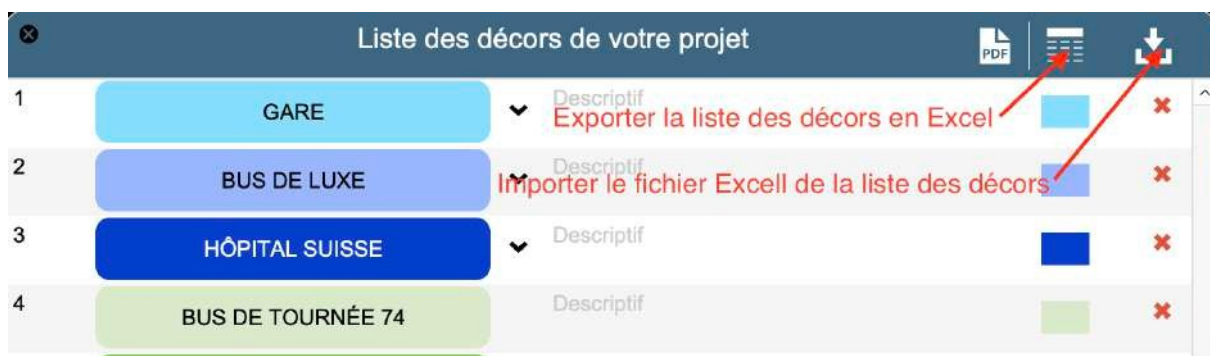 Liste des décors de votre projet
PDF
1
GARE
Descriptif
Exporter la liste des décors en Excel
2
BUS DE LUXE
Descriptif
Importer le fichier Excell de la liste des décors
3
HÔPITAL SUISSE
Descriptif
4
BUS DE TOURNÉE 74
Descriptif